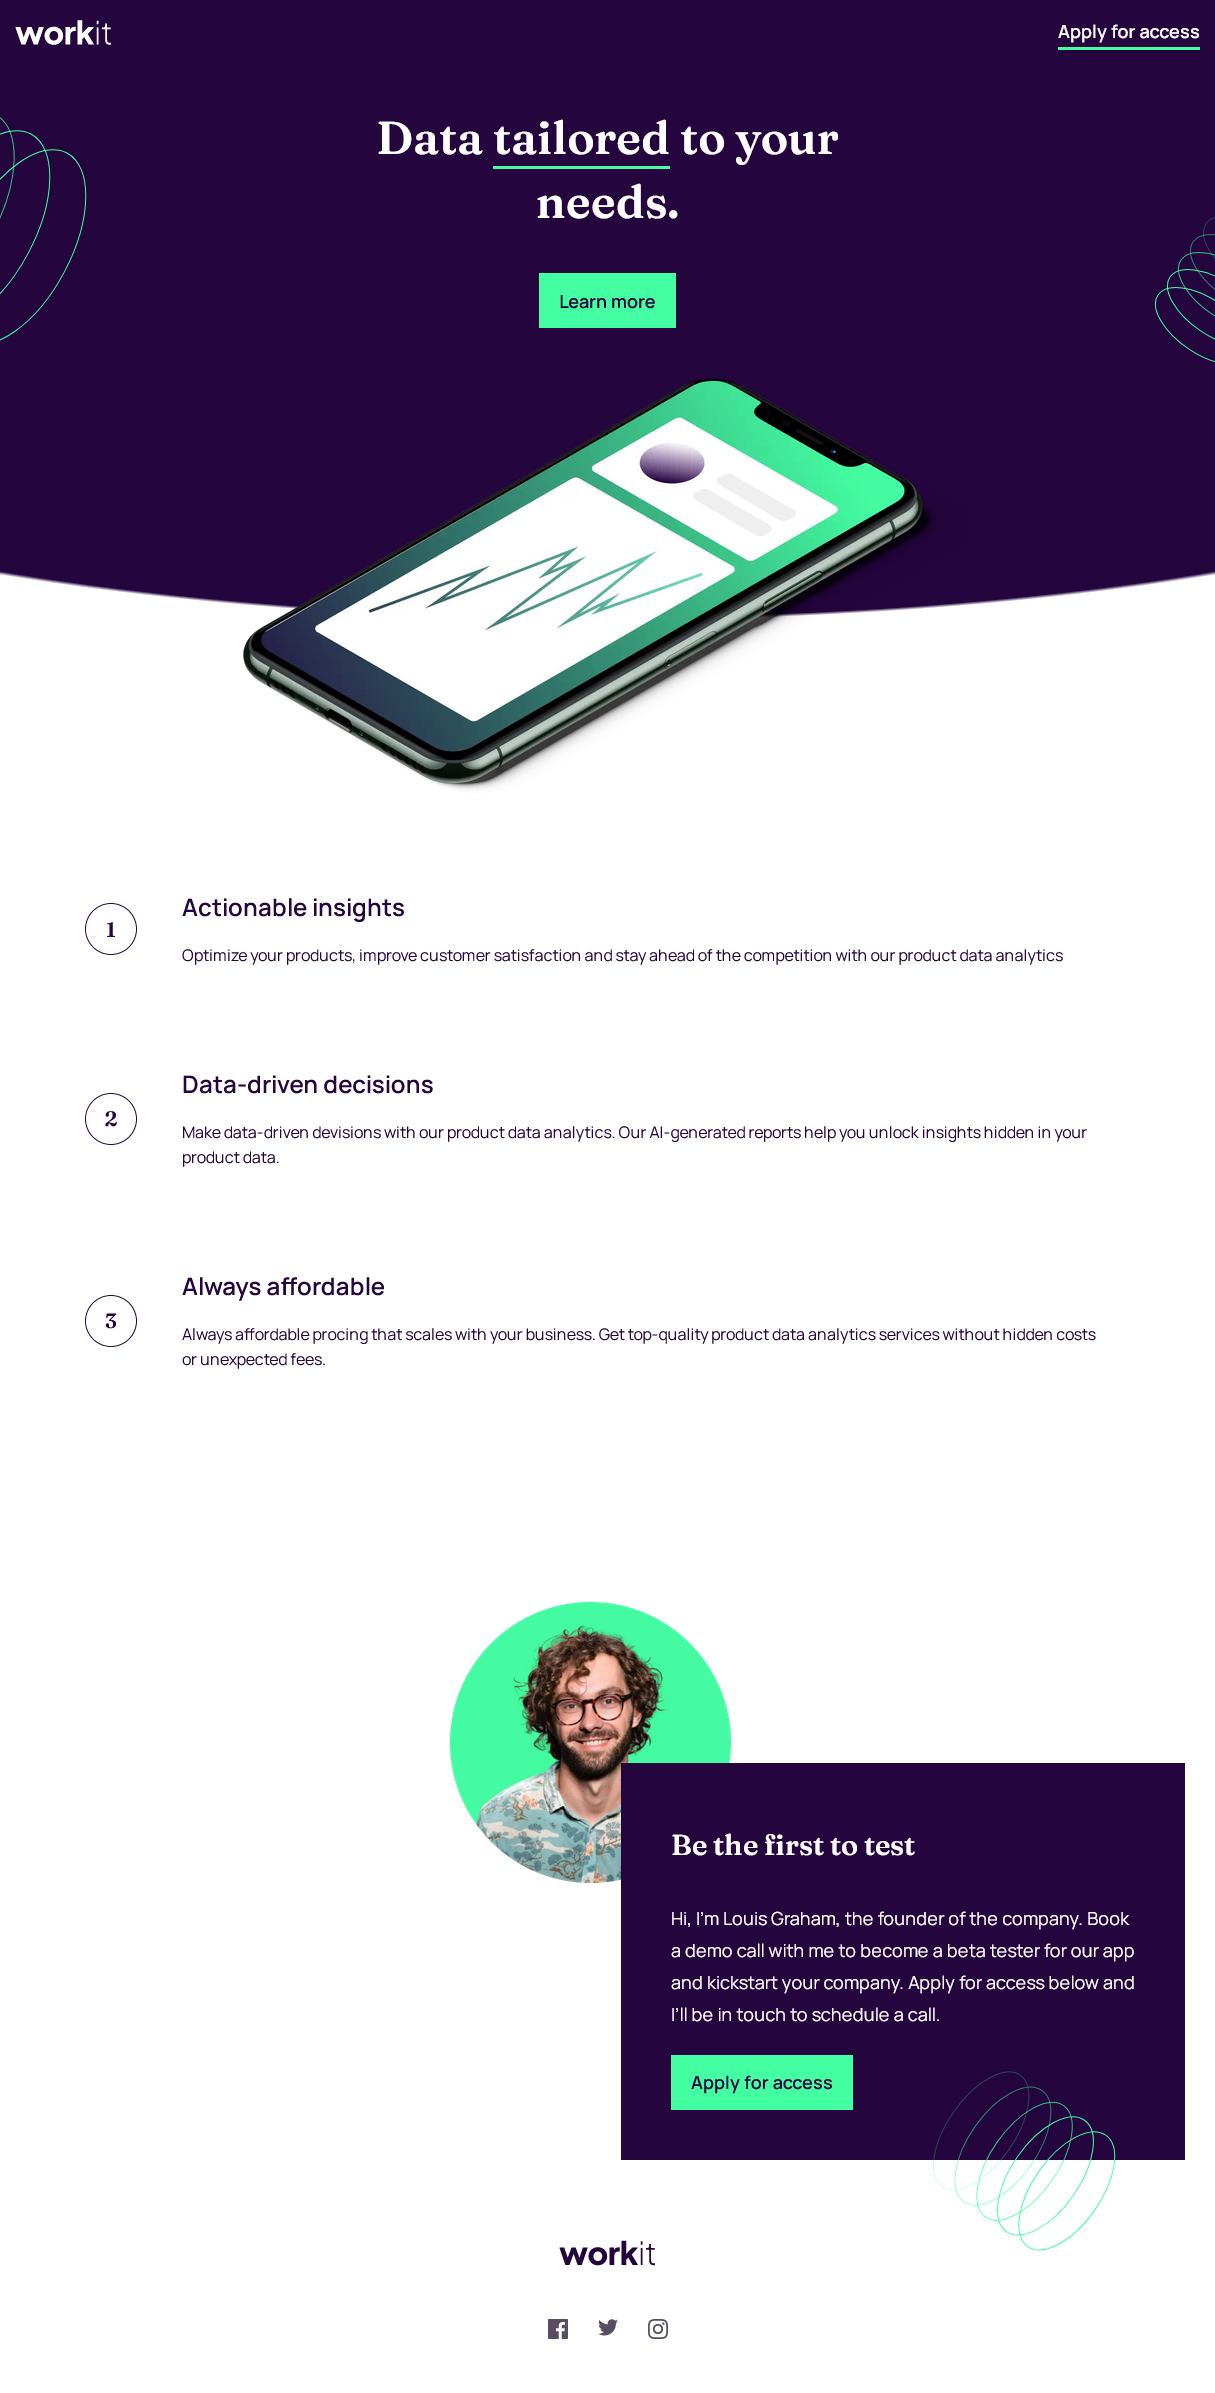 workit
Apply for access
Data tailored to your
needs.
Learn more
1
Actionable insights
Optimize your products, improve customer satisfaction and stay ahead of the competition with our product data analytics
2
Data-driven decisions
Make data-driven devisions with our product data analytics. Our AI-generated reports help you unlock insights hidden in your
product data.
3
Always affordable
Always affordable procing that scales with your business. Get top-quality product data analytics services without hidden costs
or unexpected fees.
Be the first to test
Hi, I'm Louis Graham, the founder of the company. Book
a demo call with me to become a beta tester for our app
and kickstart your company. Apply for access below and
I'll be in touch to schedule a call.
Apply for access
workit